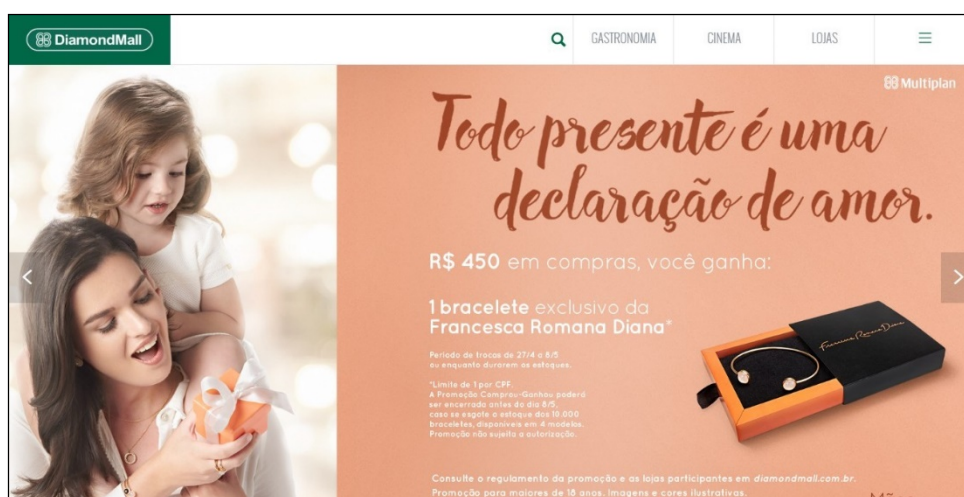 DiamondMall
GASTRONOMIA
CINEMA
LOJAS
Multiplan
Todo presente é uma
declaração de amor.
R$ 450 em compras, você ganha:
1 bracelete exclusivo da
Francesca Romana Diana*
Período de trocas de 27/4 a 8/5
ou enquanto durarem os estoques.
*Limite de 1 por CPF.
A Promoção Comprou-Ganhou poderá
ser encerrada antes do dia 8/5,
caso se esgote o estoque dos 10.000
braceletes, disponíveis em 4 modelos.
Promoção não sujeita a autorização.
Francesca Romana Diana
Consulte o regulamento da promoção e as lojas participantes em diamondmall.com.br.
Promoção para maiores de 18 anos. Imagens e cores ilustrativas.